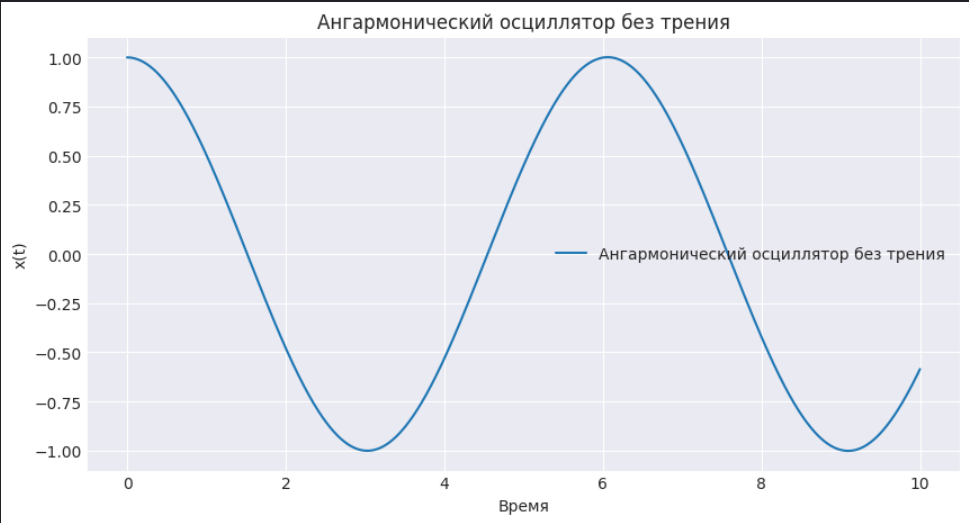 Ангармонический осциллятор без трения
1.00
0.75
0.50
0.25
0.00
−0.25
−0.50
−0.75
−1.00
x(t)
Ангармонический осциллятор без трения
0 2 4 6 8 10
Время